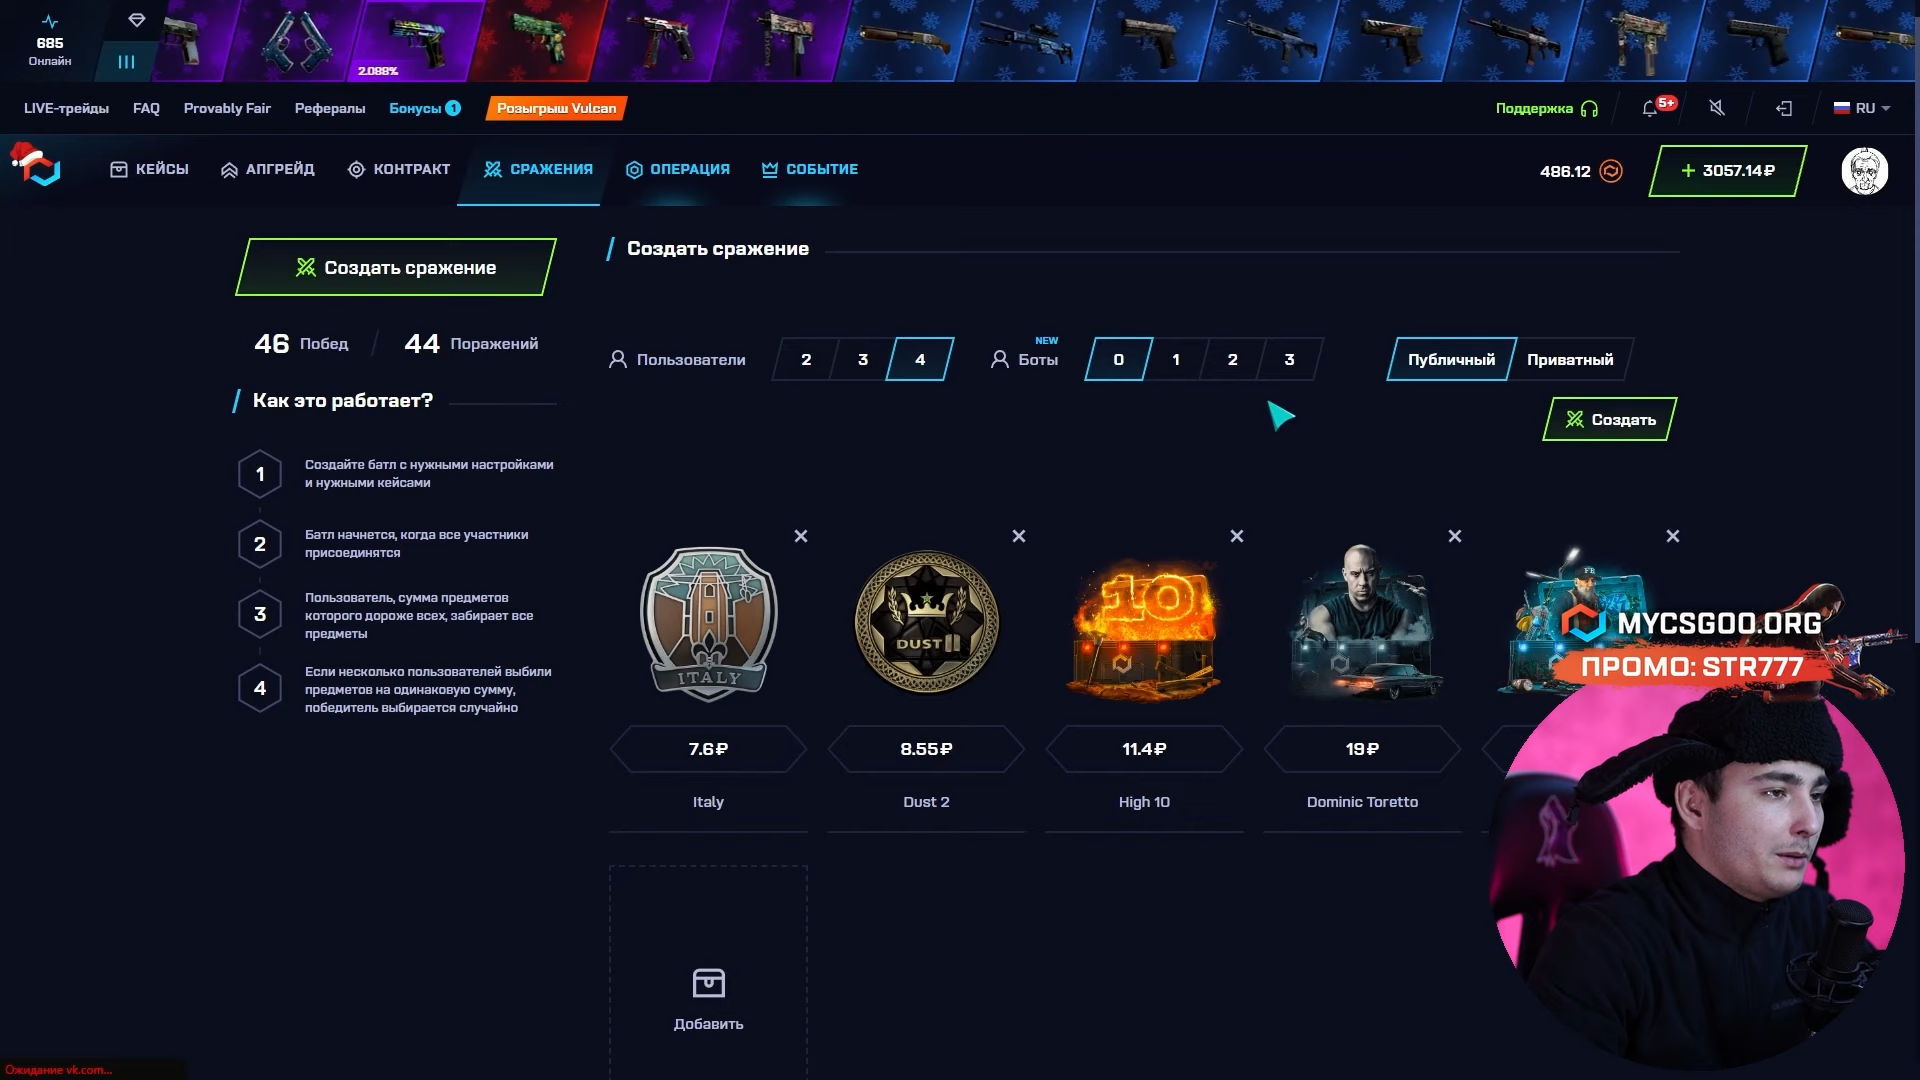 685
Онлайн
2.088%
LIVE-трейды
FAQ
Provably Fair
Рефералы
Бонусы 1
Розыгрыш Vulcan
Поддержка
5+
RU
КЕЙСЫ
АПГРЕЙД
КОНТРАКТ
СРАЖЕНИЯ
ОПЕРАЦИЯ
СОБЫТИЕ
486.12
+ 3057.14₽
Создать сражение
46 Побед / 44 Поражений
Как это работает?
1
Создайте батл с нужными настройками
и нужными кейсами
2
Батл начнется, когда все участники
присоединятся
3
Пользователь, сумма предметов
которого дороже всех, забирает все
предметы
4
Если несколько пользователей выбили
предметов на одинаковую сумму,
победитель выбирается случайно
Создать сражение
Пользователи
2 3 4
NEW
Боты
0 1 2 3
Публичный
Приватный
Создать
ITALY
DUST II
10
FB
MYCSGOO.ORG
ПРОМО: STR777
7.6₽
8.55₽
11.4₽
19₽
Italy
Dust 2
High 10
Dominic Toretto
Добавить
Ожидание vk.com...